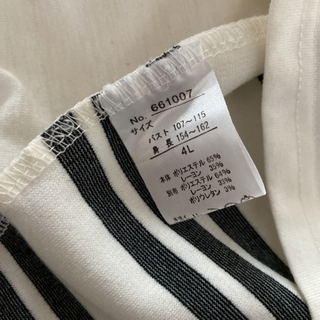 No. 661007
サイズ
バスト 107～115
身 長 154～162
4L
本体 ポリエステル 65%
レーヨン 35%
別布 ポリエステル 64%
レーヨン 33%
ポリウレタン 3%